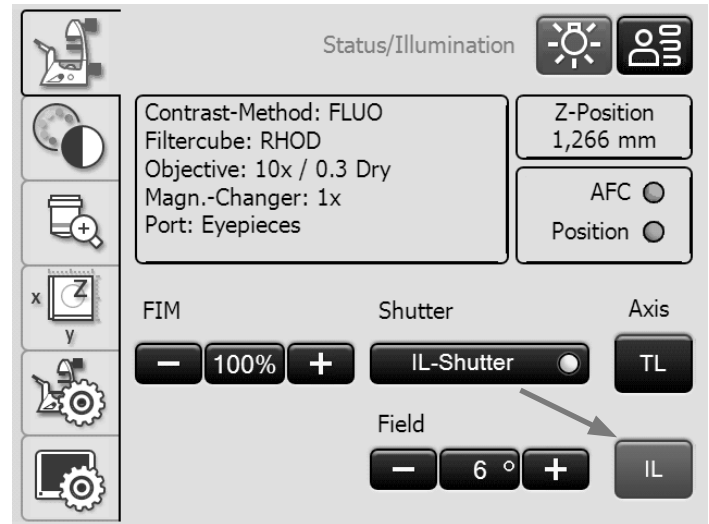 Status/Illumination
Contrast-Method: FLUO
Filtercube: RHOD
Objective: 10x / 0.3 Dry
Magn.-Changer: 1x
Port: Eyepieces
Z-Position
1,266 mm
AFC
Position
x
Z
y
FIM
Shutter
Axis
− 100% +
IL-Shutter
TL
Field
− 6 ° +
IL